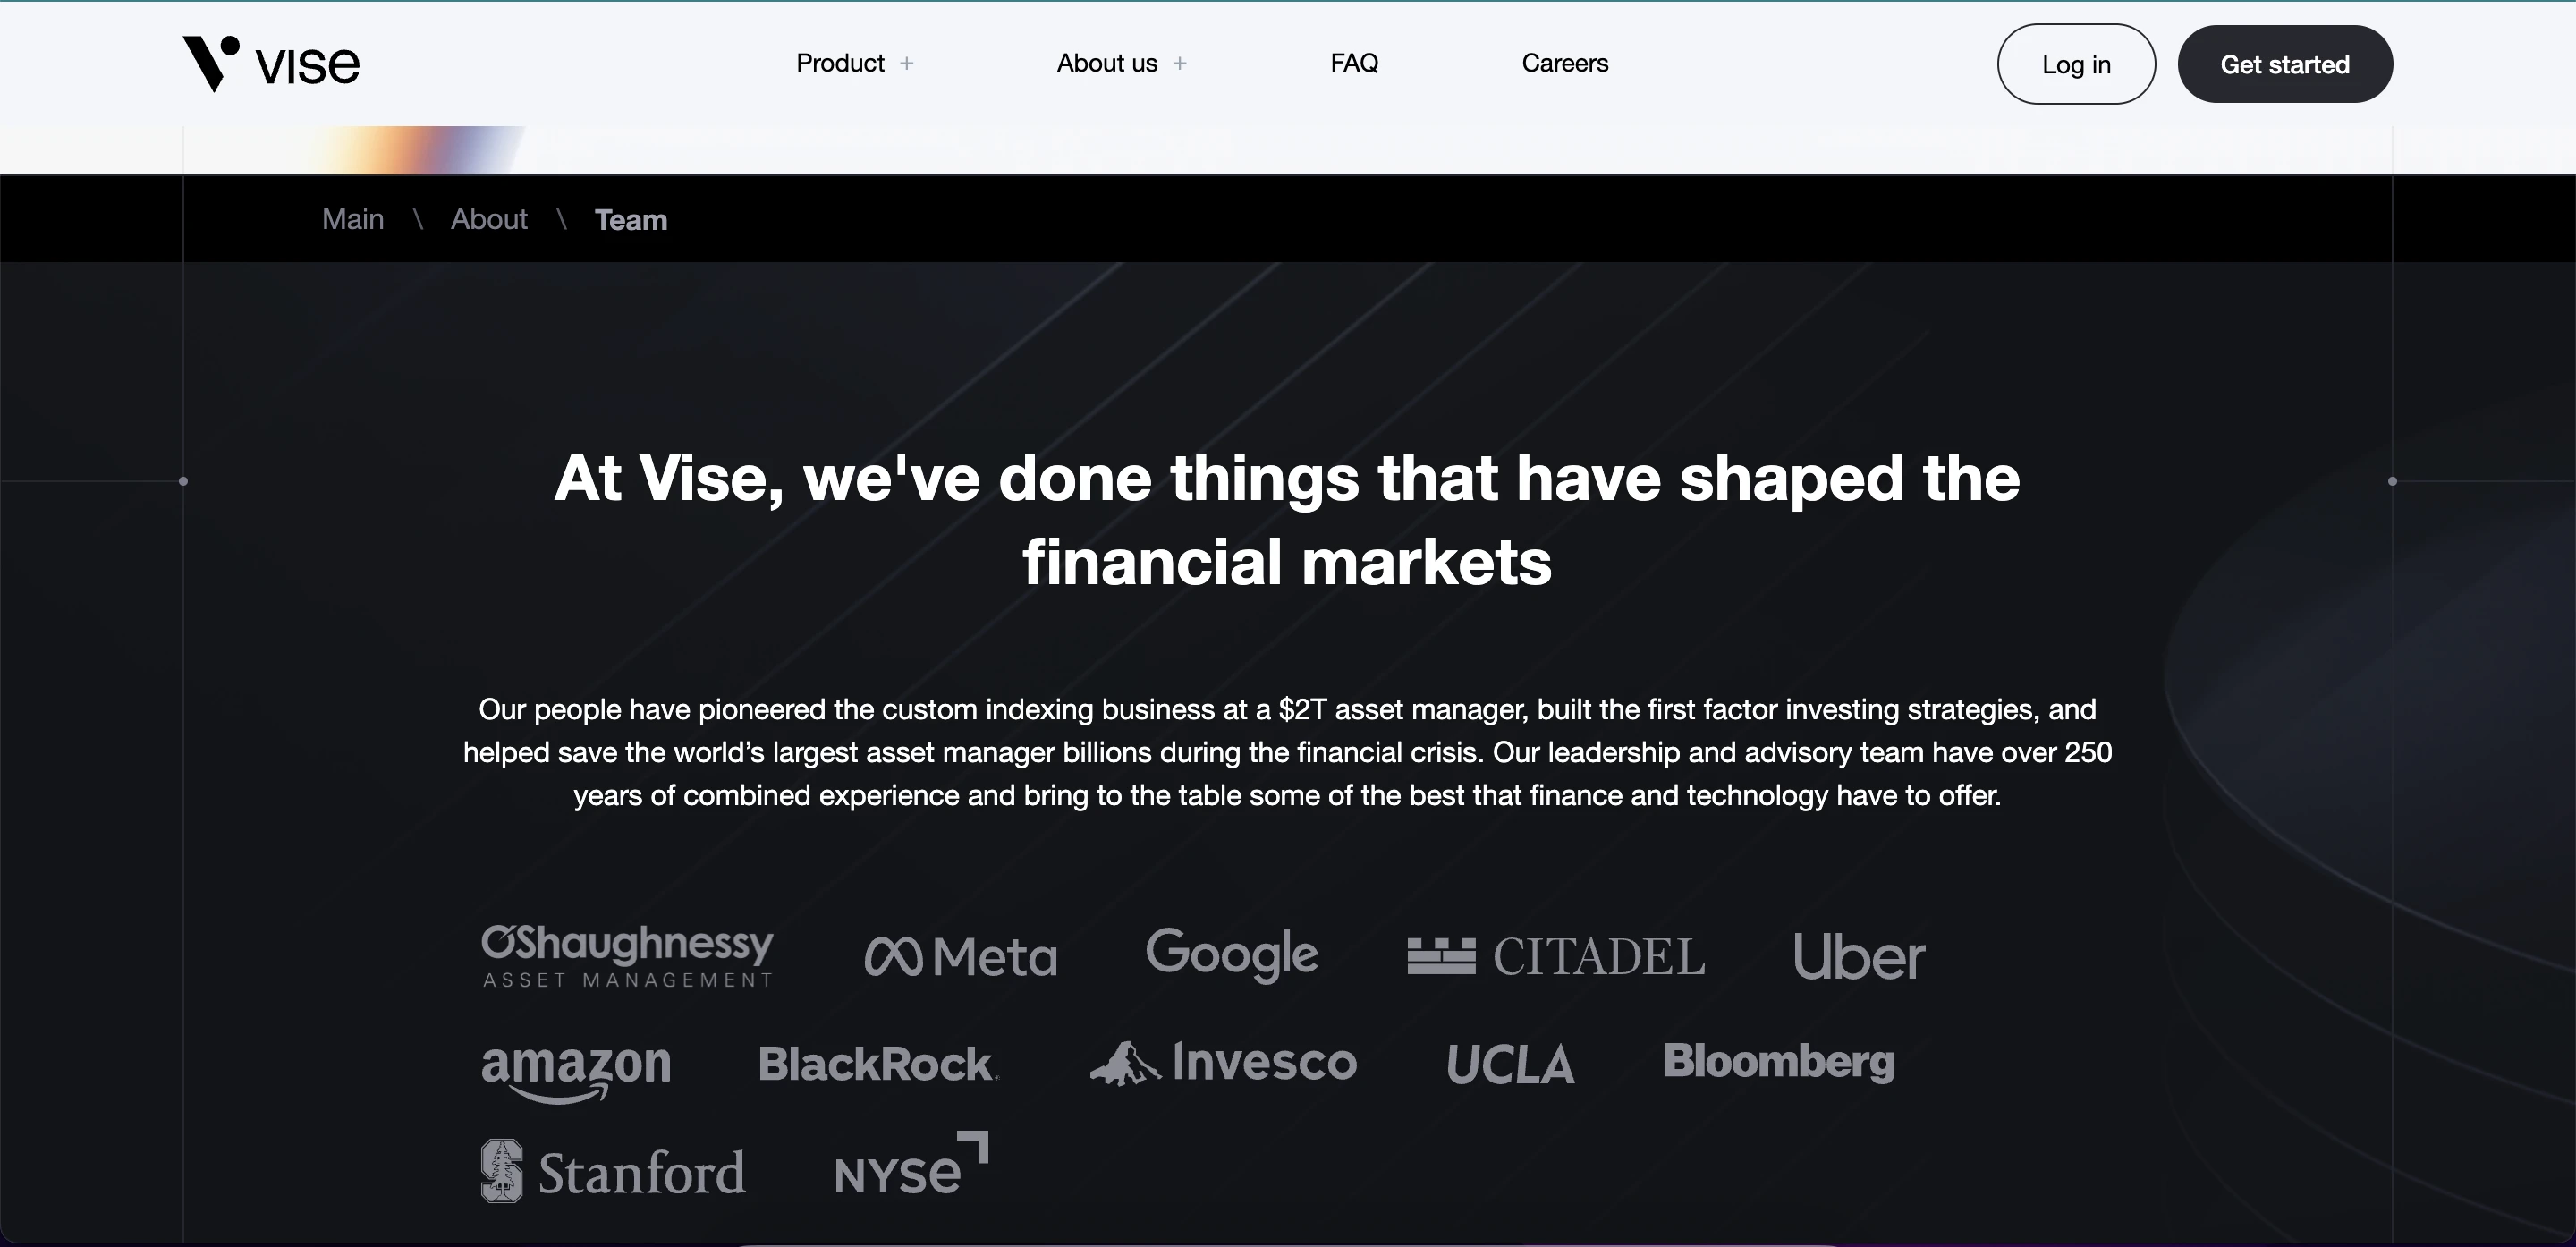 vise
Product +
About us +
FAQ
Careers
Log in
Get started
Main \ About \ Team
At Vise, we've done things that have shaped the
financial markets
Our people have pioneered the custom indexing business at a $2T asset manager, built the first factor investing strategies, and
helped save the world’s largest asset manager billions during the financial crisis. Our leadership and advisory team have over 250
years of combined experience and bring to the table some of the best that finance and technology have to offer.
O'Shaughnessy
ASSET MANAGEMENT
Meta
Google
CITADEL
Uber
amazon
BlackRock.
Invesco
UCLA
Bloomberg
S Stanford
NYSE